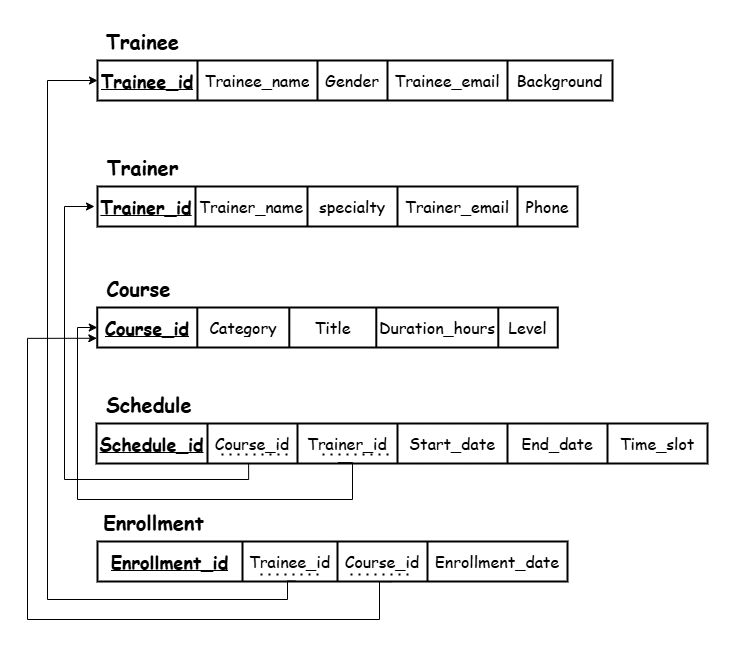 Trainee
Trainee_id Trainee_name Gender Trainee_email Background
Trainer
Trainer_id Trainer_name specialty Trainer_email Phone
Course
Course_id Category Title Duration_hours Level
Schedule
Schedule_id Course_id Trainer_id Start_date End_date Time_slot
Enrollment
Enrollment_id Trainee_id Course_id Enrollment_date